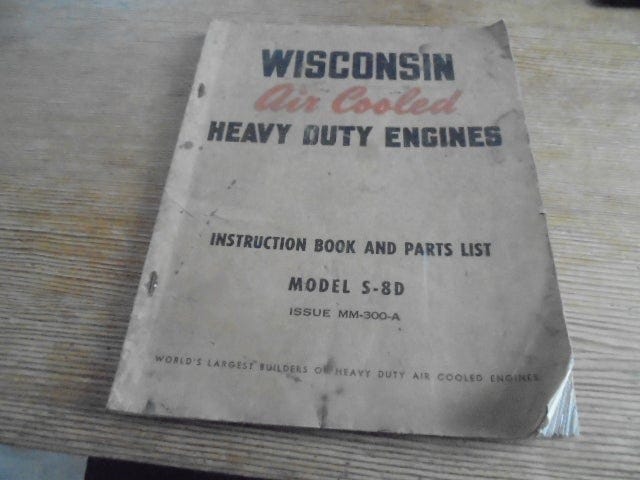 WISCONSIN
Air Cooled
HEAVY DUTY ENGINES
INSTRUCTION BOOK AND PARTS LIST
MODEL S-8D
ISSUE MM-300-A
WORLD'S LARGEST BUILDERS OF HEAVY DUTY AIR COOLED ENGINES